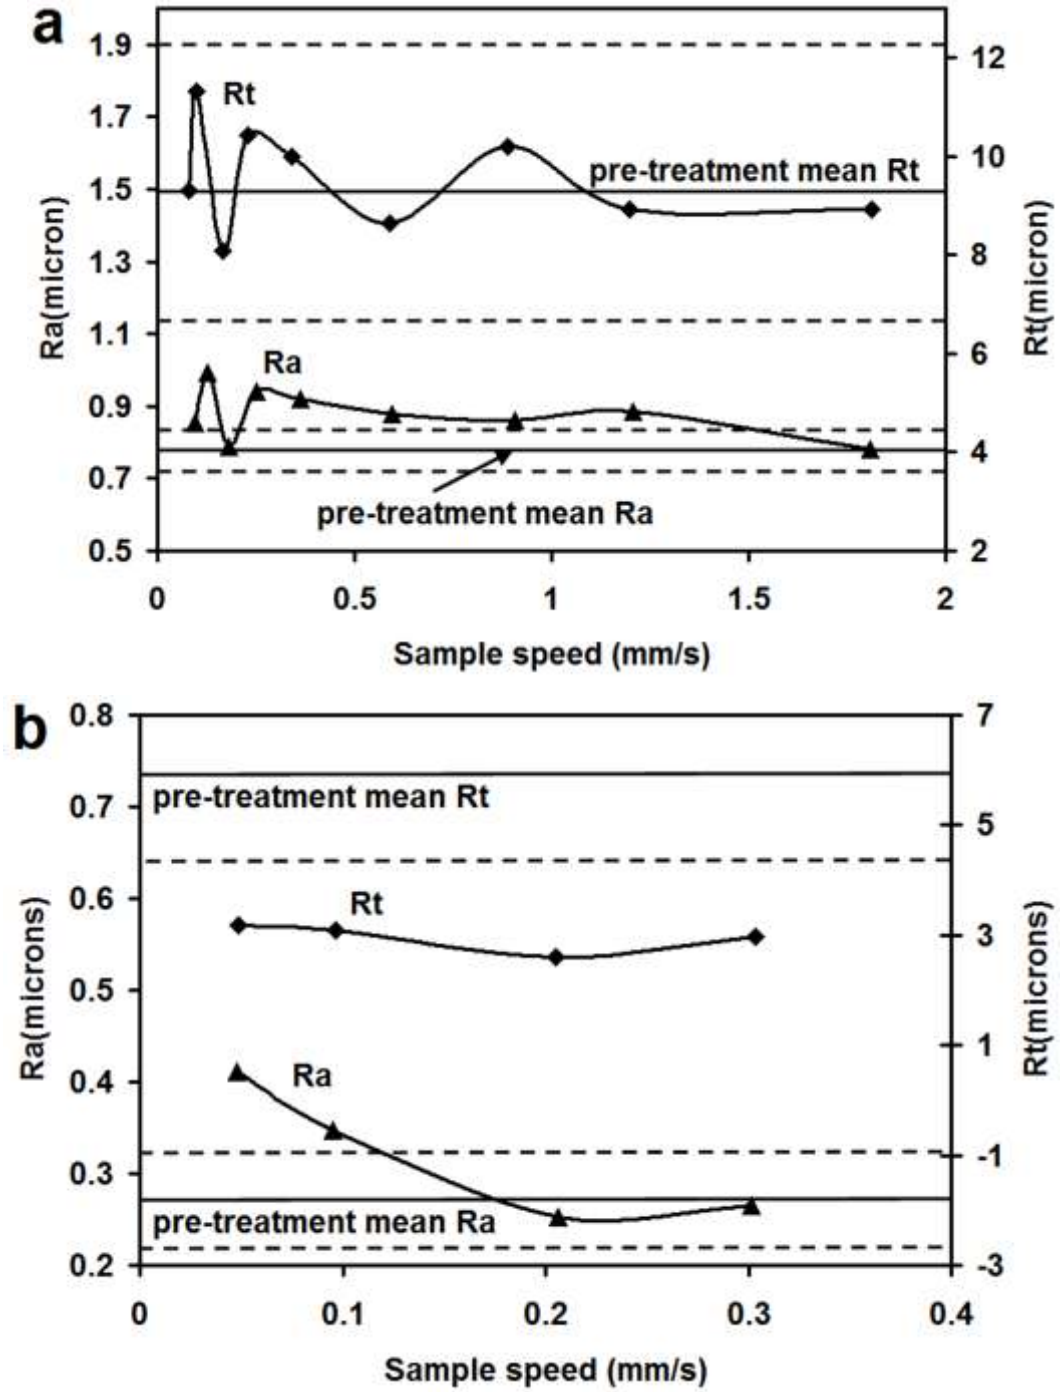 a
1.9
1.7
1.5
1.3
1.1
0.9
0.7
0.5
Ra(micron)
12
10
8
6
4
2
Rt(micron)
Rt
pre-treatment mean Rt
Ra
pre-treatment mean Ra
0 0.5 1 1.5 2
Sample speed (mm/s)
b
0.8
0.7
0.6
0.5
0.4
0.3
0.2
Ra(microns)
7
5
3
1
-1
-3
Rt(microns)
pre-treatment mean Rt
Rt
Ra
pre-treatment mean Ra
0 0.1 0.2 0.3 0.4
Sample speed (mm/s)